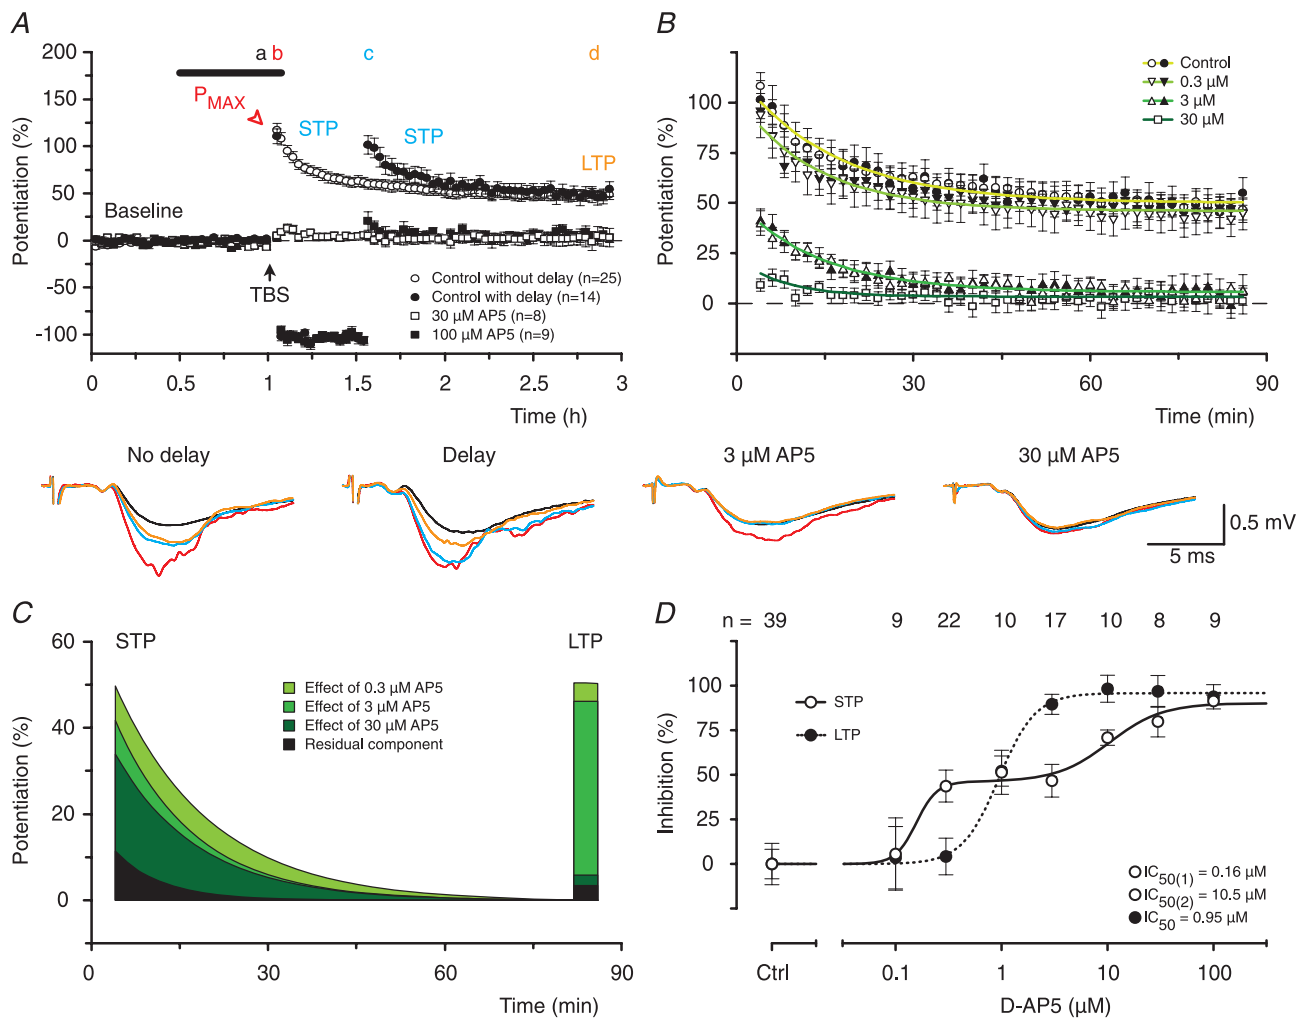 A
200
150
100
50
0
-50
-100
Potentiation (%)
a b c d
PMAX
STP
STP
LTP
Baseline
TBS
Control without delay (n=25)
Control with delay (n=14)
30 µM AP5 (n=8)
100 µM AP5 (n=9)
0 0.5 1 1.5 2 2.5 3
Time (h)
B
100
75
50
25
0
Potentiation (%)
Control
0.3 µM
3 µM
30 µM
0 30 60 90
Time (min)
No delay
Delay
3 µM AP5
30 µM AP5
0.5 mV
5 ms
C
60
40
20
0
Potentiation (%)
STP
LTP
Effect of 0.3 µM AP5
Effect of 3 µM AP5
Effect of 30 µM AP5
Residual component
0 30 60 90
Time (min)
D
n = 39 9 22 10 17 10 8 9
100
75
50
25
0
Inhibition (%)
STP
LTP
IC50(1) = 0.16 µM
IC50(2) = 10.5 µM
IC50 = 0.95 µM
Ctrl 0.1 1 10 100
D-AP5 (µM)